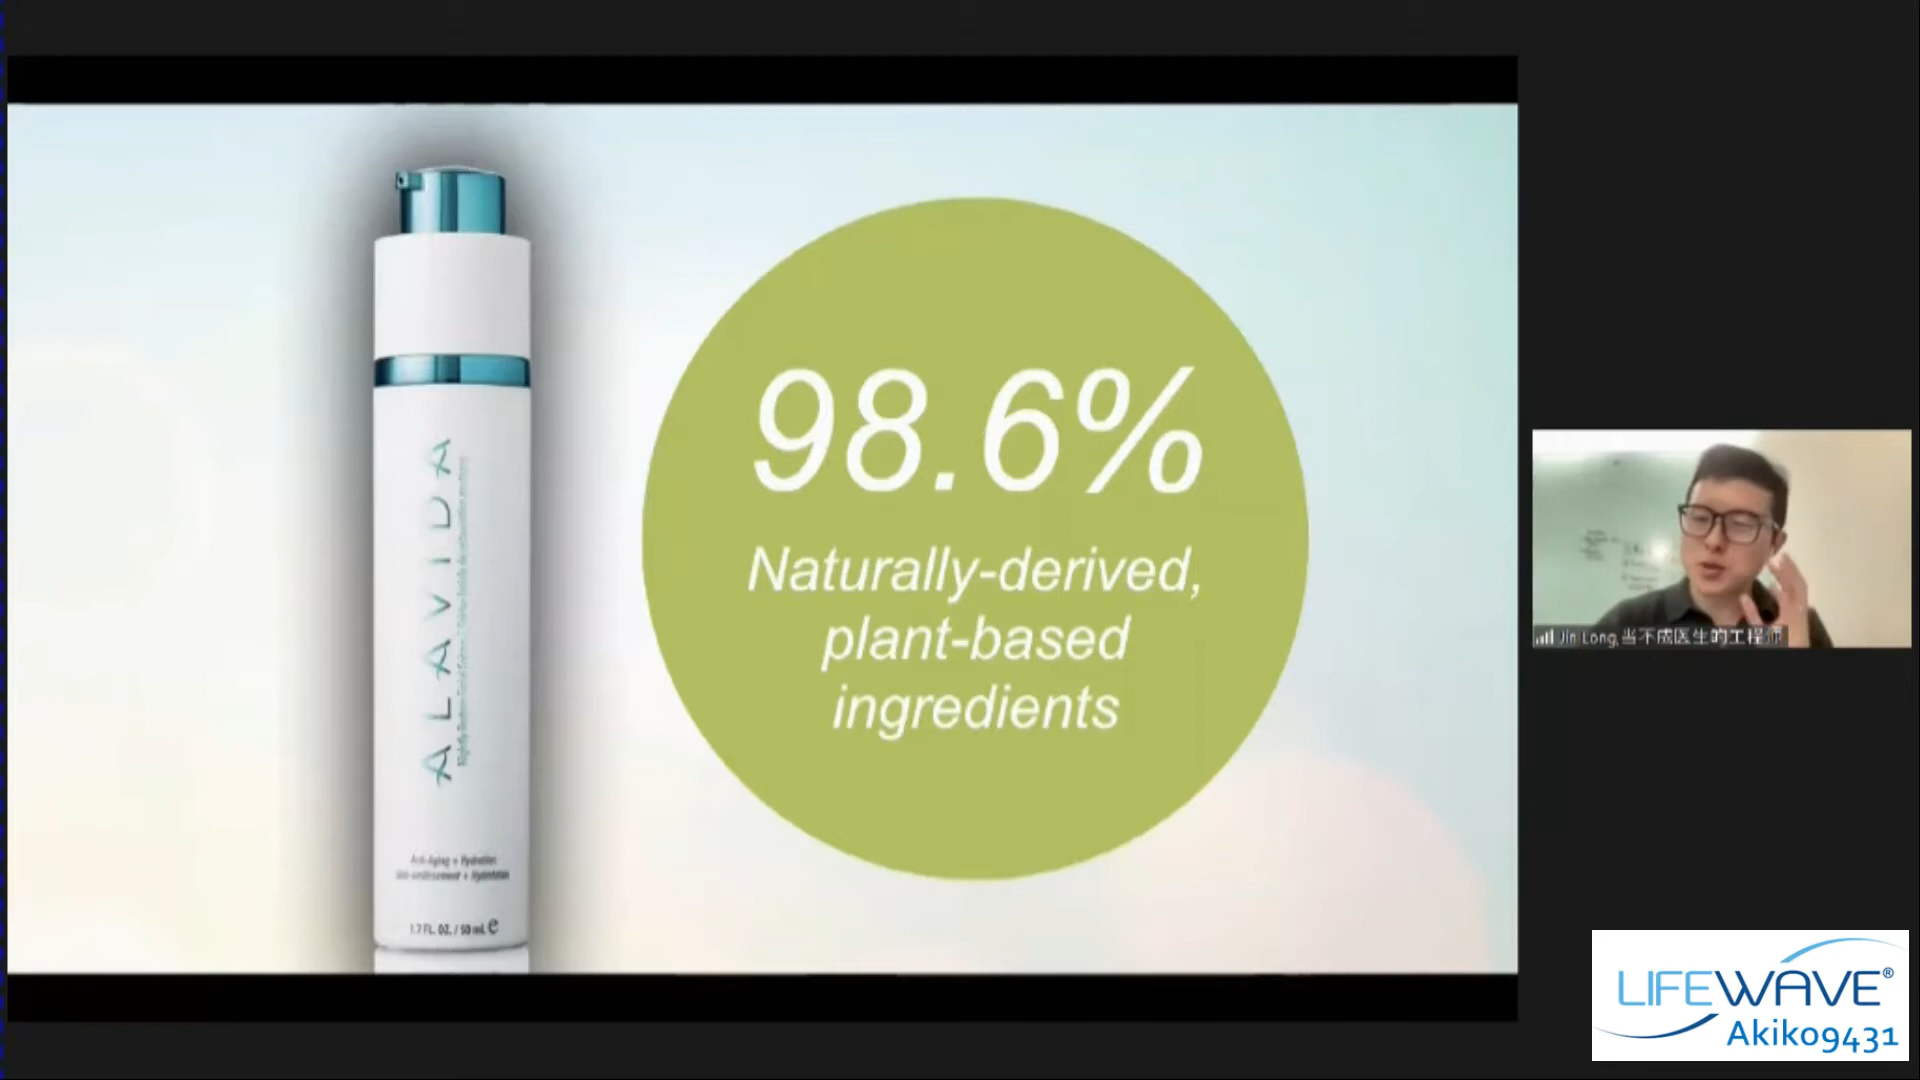 98.6%
Naturally-derived,
plant-based
ingredients
ALAVIDA
Anti-Aging + Hydration
1.7 FL. OZ. / 50 mL e
Jin Long,当不成医生的工程师
LIFEWAVE®
Akiko9431